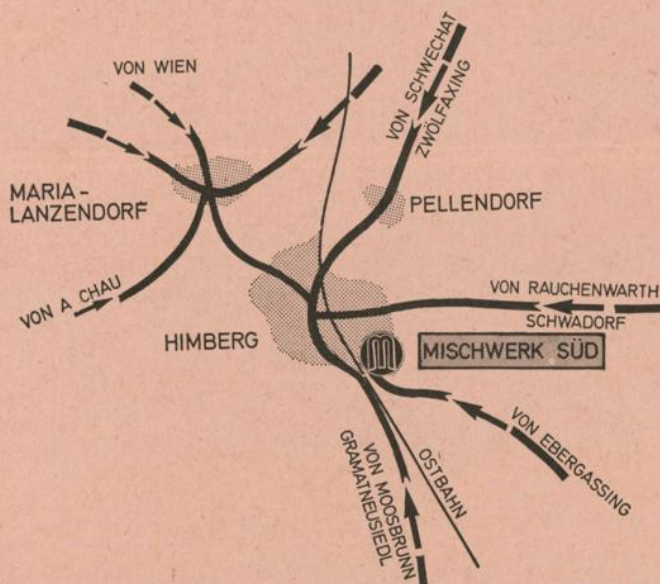 VON WIEN
VON SCHWECHAT
ZWÖLFAXING
MARIA-
LANZENDORF
PELLENDORF
VON A CHAU
VON RAUCHENWARTH
SCHWADORF
HIMBERG
m
MISCHWERK SÜD
VON EBERGASSING
VON MOOSBRUNN
GRAMATNEUSIEDL
OSTBAHN